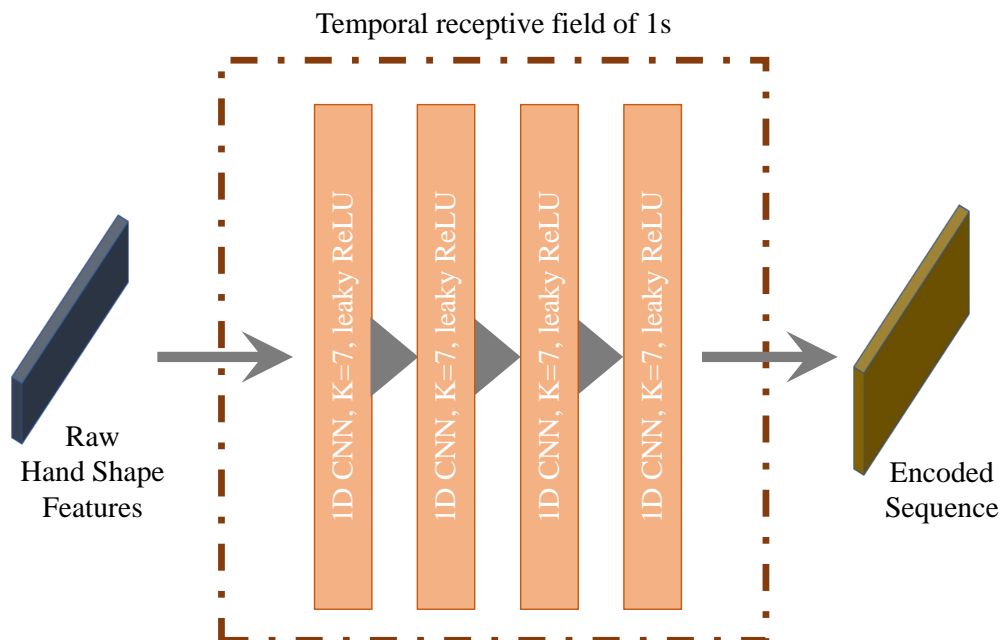 Temporal receptive field of 1s
Raw
Hand Shape
Features
1D CNN, K=7, leaky ReLU
1D CNN, K=7, leaky ReLU
1D CNN, K=7, leaky ReLU
1D CNN, K=7, leaky ReLU
Encoded
Sequence